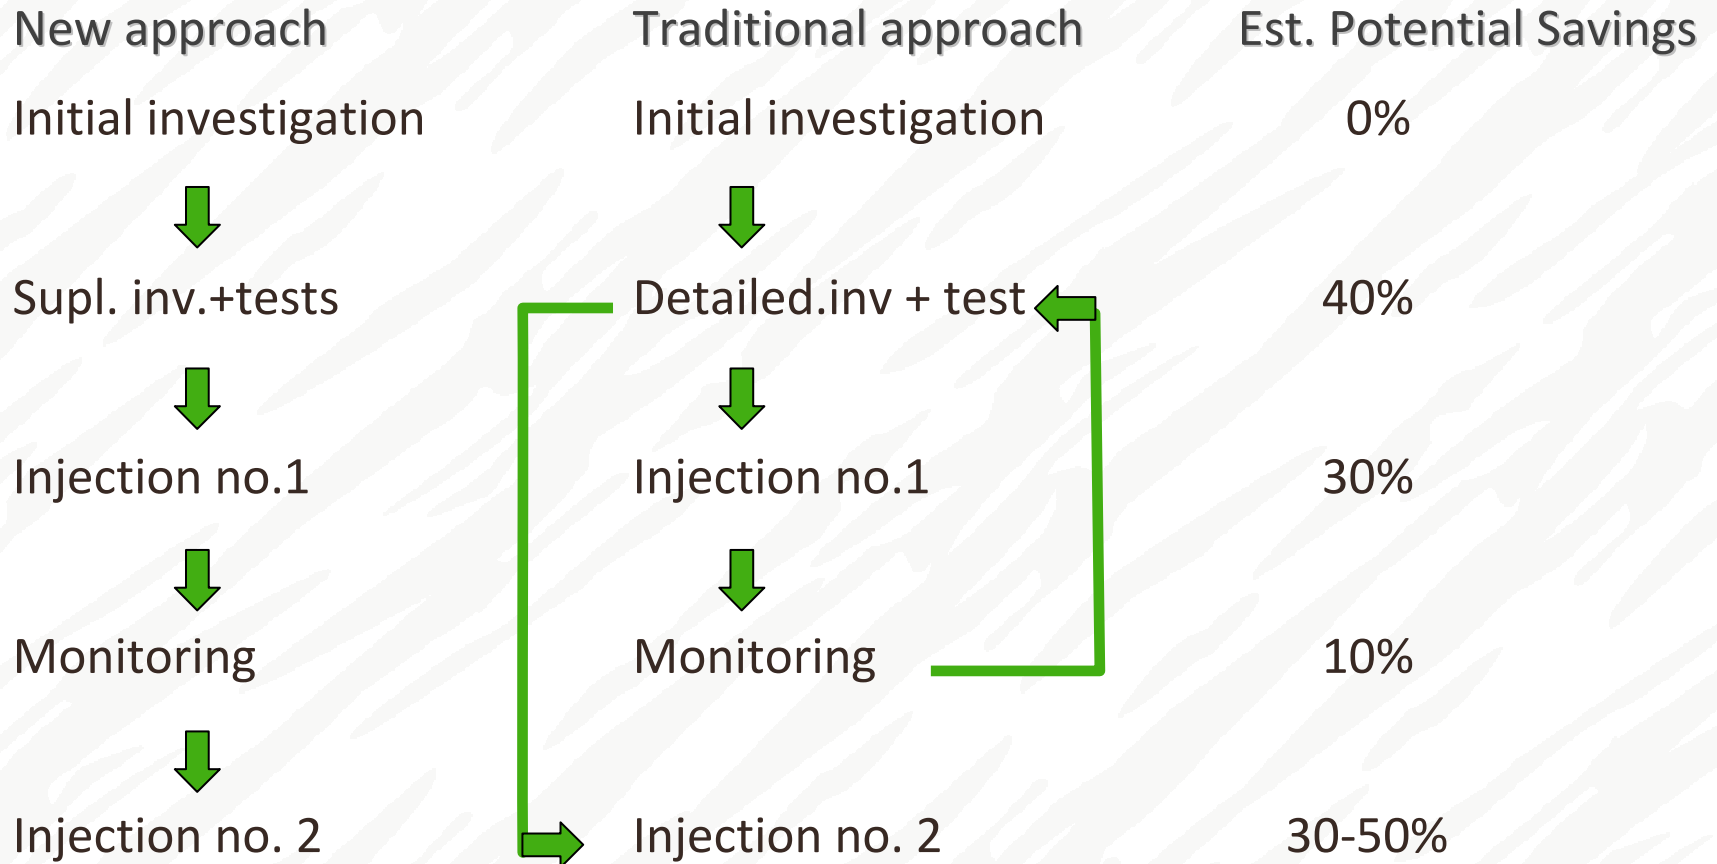 New approach Traditional approach Est. Potential Savings
Initial investigation Initial investigation 0%
Supl. inv.+tests Detailed.inv + test 40%
Injection no.1 Injection no.1 30%
Monitoring Monitoring 10%
Injection no. 2 Injection no. 2 30-50%